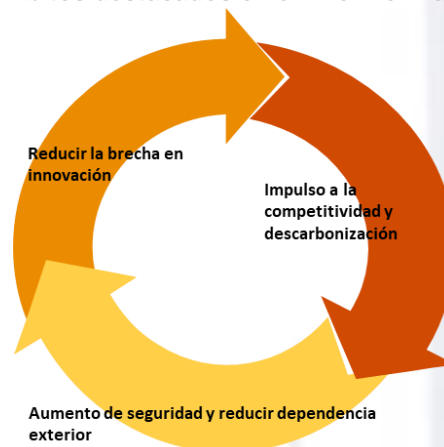 Reducir la brecha en
innovación
Impulso a la
competitividad y
descarbonización
Aumento de seguridad y reducir dependencia
exterior